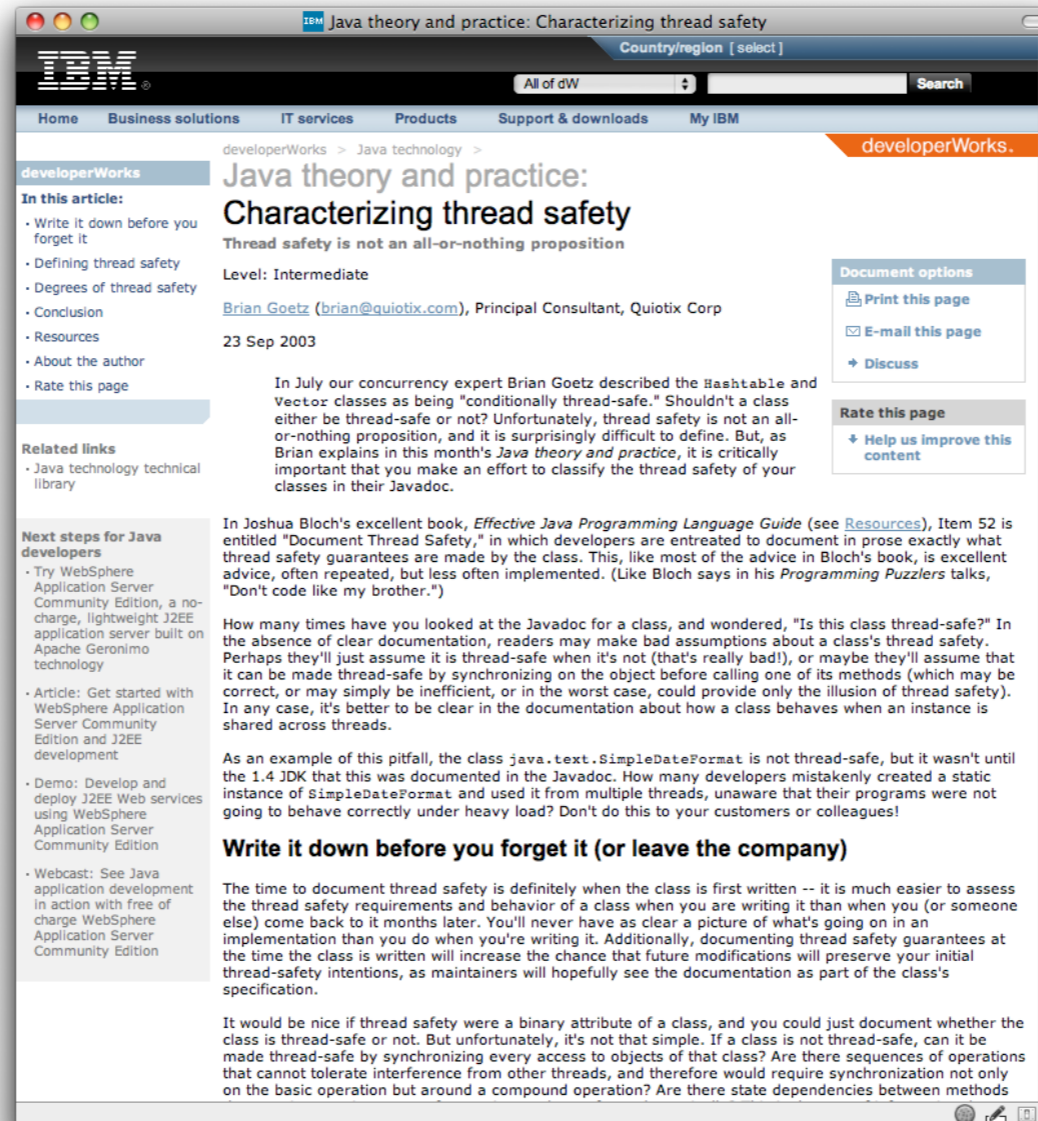 IBM Java theory and practice: Characterizing thread safety
Country/region [ select ]
IBM®
All of dW
Search
Home Business solutions IT services Products Support & downloads My IBM
developerWorks
In this article:
· Write it down before you
forget it
· Defining thread safety
· Degrees of thread safety
· Conclusion
· Resources
· About the author
· Rate this page
Related links
· Java technology technical
library
Next steps for Java
developers
· Try WebSphere
Application Server
Community Edition, a no-
charge, lightweight J2EE
application server built on
Apache Geronimo
technology
· Article: Get started with
WebSphere Application
Server Community
Edition and J2EE
development
· Demo: Develop and
deploy J2EE Web services
using WebSphere
Application Server
Community Edition
· Webcast: See Java
application development
in action with free of
charge WebSphere
Application Server
Community Edition
developerWorks > Java technology >
developerWorks.
Java theory and practice:
Characterizing thread safety
Thread safety is not an all-or-nothing proposition
Level: Intermediate
Brian Goetz (brian@quiotix.com), Principal Consultant, Quiotix Corp
23 Sep 2003
Document options
Print this page
E-mail this page
Discuss
Rate this page
Help us improve this
content
In July our concurrency expert Brian Goetz described the Hashtable and
Vector classes as being "conditionally thread-safe." Shouldn't a class
either be thread-safe or not? Unfortunately, thread safety is not an all-
or-nothing proposition, and it is surprisingly difficult to define. But, as
Brian explains in this month's Java theory and practice, it is critically
important that you make an effort to classify the thread safety of your
classes in their Javadoc.
In Joshua Bloch's excellent book, Effective Java Programming Language Guide (see Resources), Item 52 is
entitled "Document Thread Safety," in which developers are entreated to document in prose exactly what
thread safety guarantees are made by the class. This, like most of the advice in Bloch's book, is excellent
advice, often repeated, but less often implemented. (Like Bloch says in his Programming Puzzlers talks,
"Don't code like my brother.")
How many times have you looked at the Javadoc for a class, and wondered, "Is this class thread-safe?" In
the absence of clear documentation, readers may make bad assumptions about a class's thread safety.
Perhaps they'll just assume it is thread-safe when it's not (that's really bad!), or maybe they'll assume that
it can be made thread-safe by synchronizing on the object before calling one of its methods (which may be
correct, or may simply be inefficient, or in the worst case, could provide only the illusion of thread safety).
In any case, it's better to be clear in the documentation about how a class behaves when an instance is
shared across threads.
As an example of this pitfall, the class java.text.SimpleDateFormat is not thread-safe, but it wasn't until
the 1.4 JDK that this was documented in the Javadoc. How many developers mistakenly created a static
instance of SimpleDateFormat and used it from multiple threads, unaware that their programs were not
going to behave correctly under heavy load? Don't do this to your customers or colleagues!
Write it down before you forget it (or leave the company)
The time to document thread safety is definitely when the class is first written -- it is much easier to assess
the thread safety requirements and behavior of a class when you are writing it than when you (or someone
else) come back to it months later. You'll never have as clear a picture of what's going on in an
implementation than you do when you're writing it. Additionally, documenting thread safety guarantees at
the time the class is written will increase the chance that future modifications will preserve your initial
thread-safety intentions, as maintainers will hopefully see the documentation as part of the class's
specification.
It would be nice if thread safety were a binary attribute of a class, and you could just document whether the
class is thread-safe or not. But unfortunately, it's not that simple. If a class is not thread-safe, can it be
made thread-safe by synchronizing every access to objects of that class? Are there sequences of operations
that cannot tolerate interference from other threads, and therefore would require synchronization not only
on the basic operation but around a compound operation? Are there state dependencies between methods